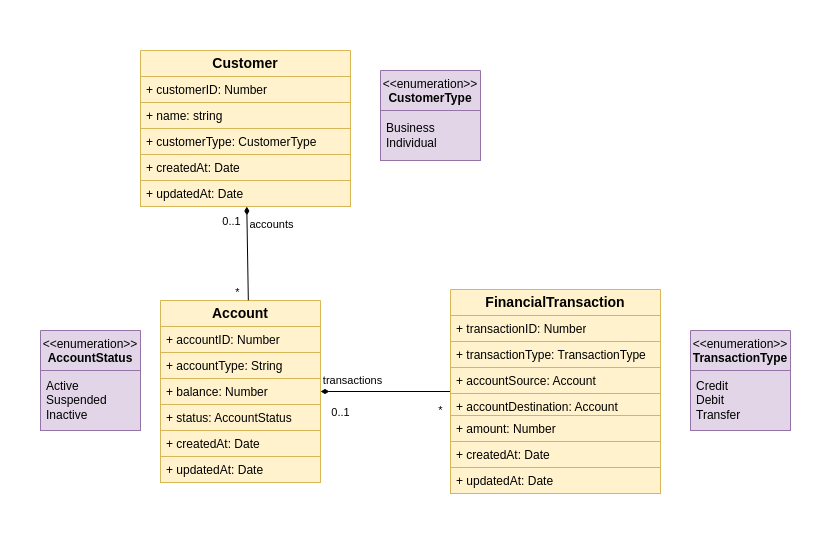 Customer
+ customerID: Number
+ name: string
+ customerType: CustomerType
+ createdAt: Date
+ updatedAt: Date
<<enumeration>>
CustomerType
Business
Individual
0..1
accounts
*
Account
+ accountID: Number
+ accountType: String
+ balance: Number
+ status: AccountStatus
+ createdAt: Date
+ updatedAt: Date
<<enumeration>>
AccountStatus
Active
Suspended
Inactive
transactions
0..1
*
FinancialTransaction
+ transactionID: Number
+ transactionType: TransactionType
+ accountSource: Account
+ accountDestination: Account
+ amount: Number
+ createdAt: Date
+ updatedAt: Date
<<enumeration>>
TransactionType
Credit
Debit
Transfer